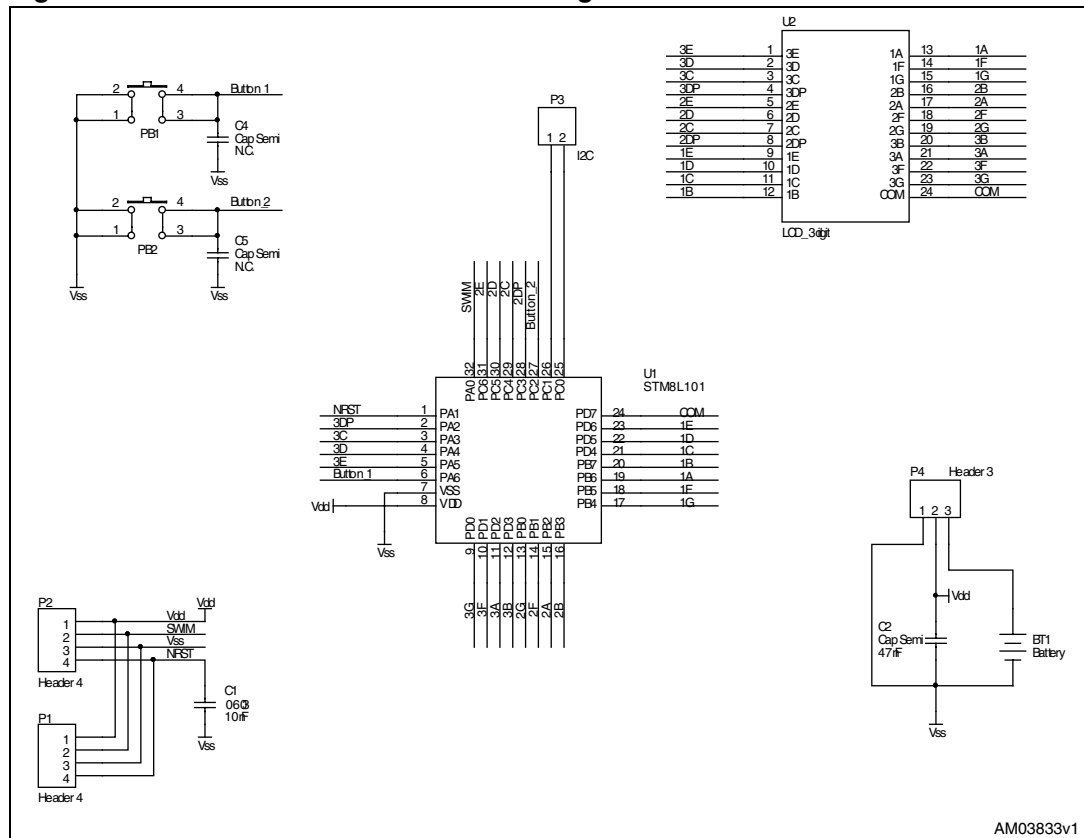 U2
3E 1 3E 1A 13 1A
3D 2 3D 1F 14 1F
3C 3 3C 1G 15 1G
3DP 4 3DP 2B 16 2B
2E 5 2E 2A 17 2A
2D 6 2D 2F 18 2F
2C 7 2C 2G 19 2G
2DP 8 2DP 3B 20 3B
1E 9 1E 3A 21 3A
1D 10 1D 3F 22 3F
1C 11 1C 3G 23 3G
1B 12 1B COM 24 COM
LCD_3digit
2 4 Button 1
1 3
PB1
C4
Cap Semi
N.C.
Vss
2 4 Button_2
1 3
PB2
C5
Cap Semi
N.C.
Vss
Vss
P3
1 2
I2C
SWIM
2E
2D
2C
2DP
Button_2
32 31 30 29 28 27 26 25
PA0 PC6 PC5 PC4 PC3 PC2 PC1 PC0
U1
STM8L101
NRST 1 PA1
3DP 2 PA2
3C 3 PA3
3D 4 PA4
3E 5 PA5
Button 1 6 PA6
7 VSS
Vdd 8 VDD
Vss
PD7 24 COM
PD6 23 1E
PD5 22 1D
PD4 21 1C
PB7 20 1B
PB6 19 1A
PB5 18 1F
PB4 17 1G
PD0 PD1 PD2 PD3 PB0 PB1 PB2 PB3
9 10 11 12 13 14 15 16
3G 3F 3A 3B 2G 2F 2A 2B
P4 Header 3
1 2 3
Vdd
C2
Cap Semi
47nF
BT1
Battery
Vss
P2
Vdd
1 Vdd
2 SWIM
3 Vss
4 NRST
Header 4
C1
0603
10nF
Vss
P1
1
2
3
4
Header 4
AM03833v1